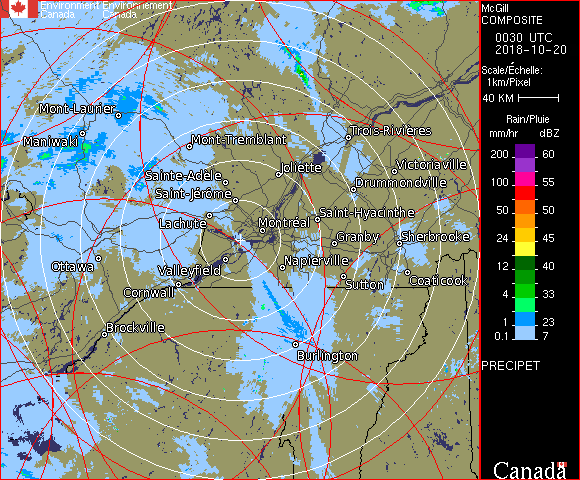 Environment Environnement
Canada Canada
Mont-Laurier
Maniwaki
Mont-Tremblant
Trois-Rivières
Sainte-Adèle
Joliette
Victoriaville
Saint-Jérôme
Drummondville
Lachute
Saint-Hyacinthe
Montréal
Granby
Sherbrooke
Ottawa
Valleyfield
Napierville
Cornwall
Sutton
Coaticook
Brockville
Burlington
McGill
COMPOSITE
0030 UTC
2018-10-20
Scale/Échelle:
1km/Pixel
40 KM
Rain/Pluie
mm/hr dBZ
200 60
100 55
50 50
24 45
12 40
4 33
1 23
0.1 7
PRECIPET
Canada